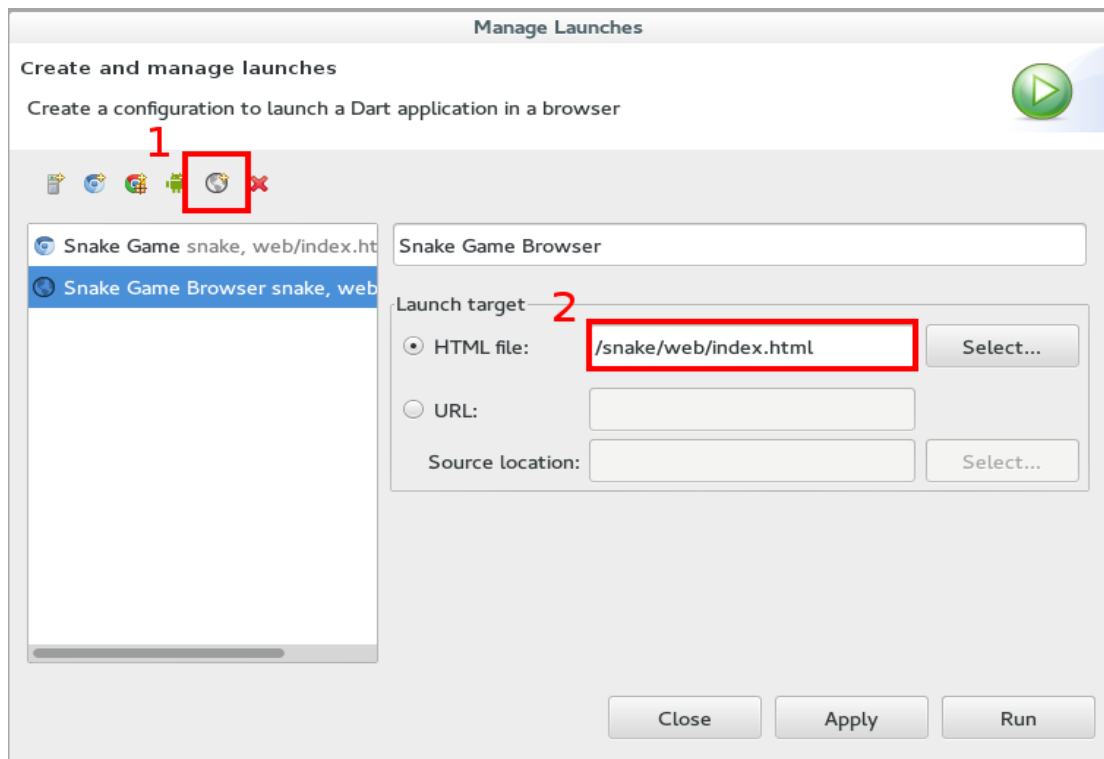 Manage Launches
Create and manage launches
Create a configuration to launch a Dart application in a browser
1
Snake Game snake, web/index.ht
Snake Game Browser snake, web
Snake Game Browser
Launch target
2
HTML file:
/snake/web/index.html
Select...
URL:
Source location:
Select...
Close
Apply
Run